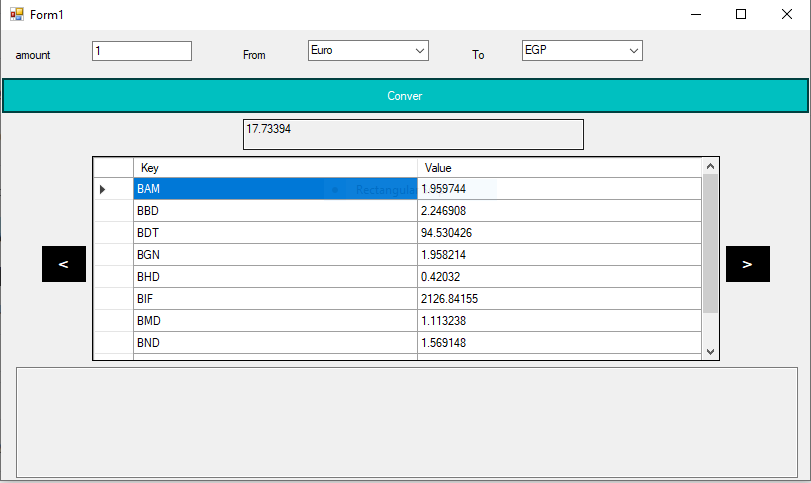 Form1
amount 1 From Euro To EGP
Conver
17.73394
Key Value
BAM 1.959744
BBD 2.246908
BDT 94.530426
BGN 1.958214
< BHD 0.42032 >
BIF 2126.84155
BMD 1.113238
BND 1.569148